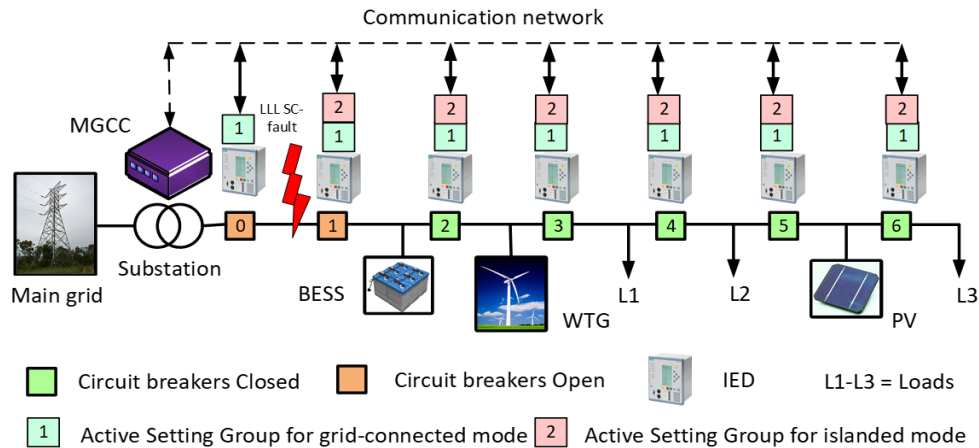 Communication network
MGCC
LLL SC-
fault
1
2
1
2
1
2
1
2
1
2
1
2
1
0
1
2
3
4
5
6
Substation
Main grid
BESS
WTG
L1
L2
PV
L3
Circuit breakers Closed
Circuit breakers Open
IED
L1-L3 = Loads
1 Active Setting Group for grid-connected mode
2 Active Setting Group for islanded mode